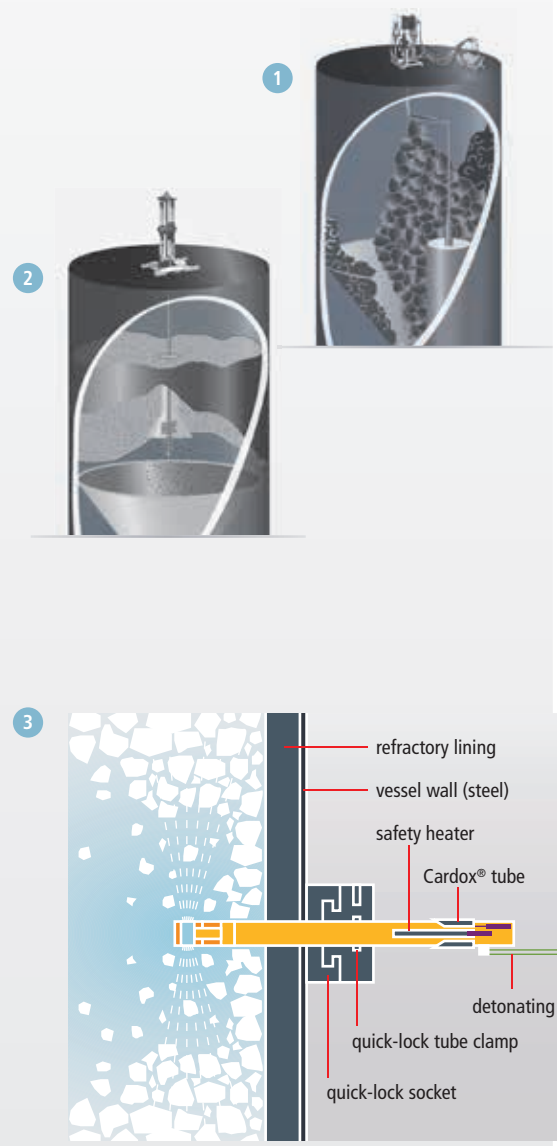 1
2
3
refractory lining
vessel wall (steel)
safety heater
Cardox® tube
detonating
quick-lock tube clamp
quick-lock socket